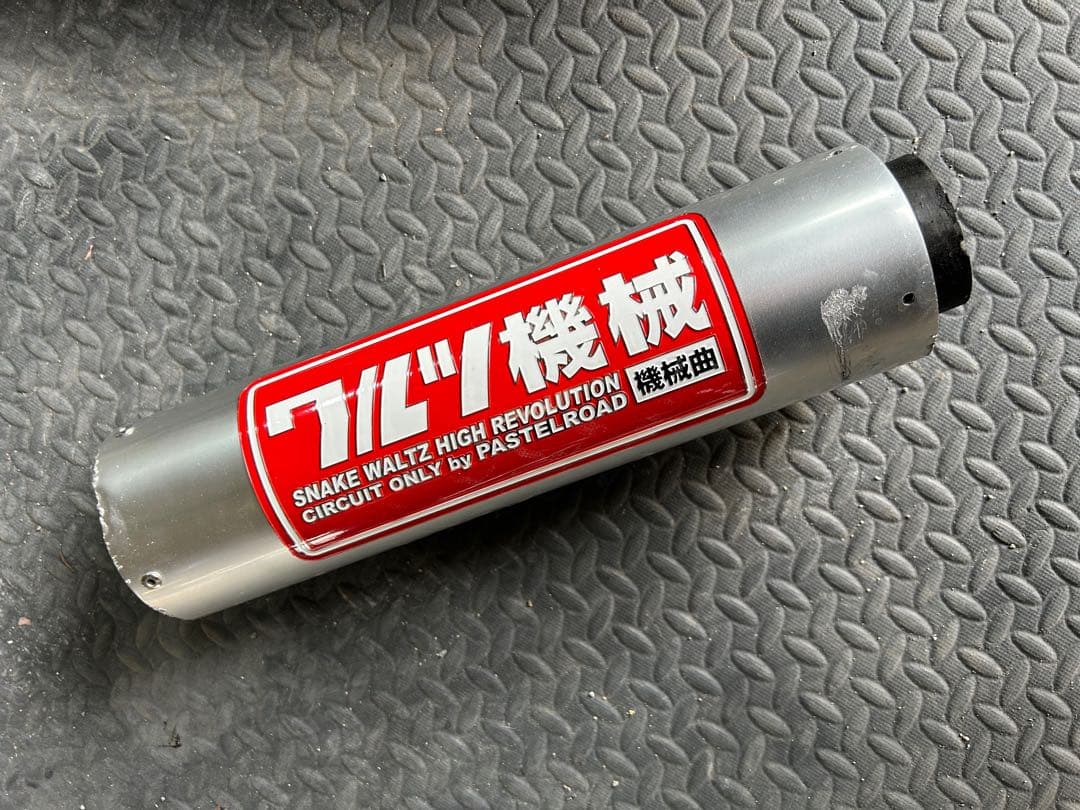 ワルツ機械
SNAKE WALTZ HIGH REVOLUTION
CIRCUIT ONLY by PASTELROAD
機械曲